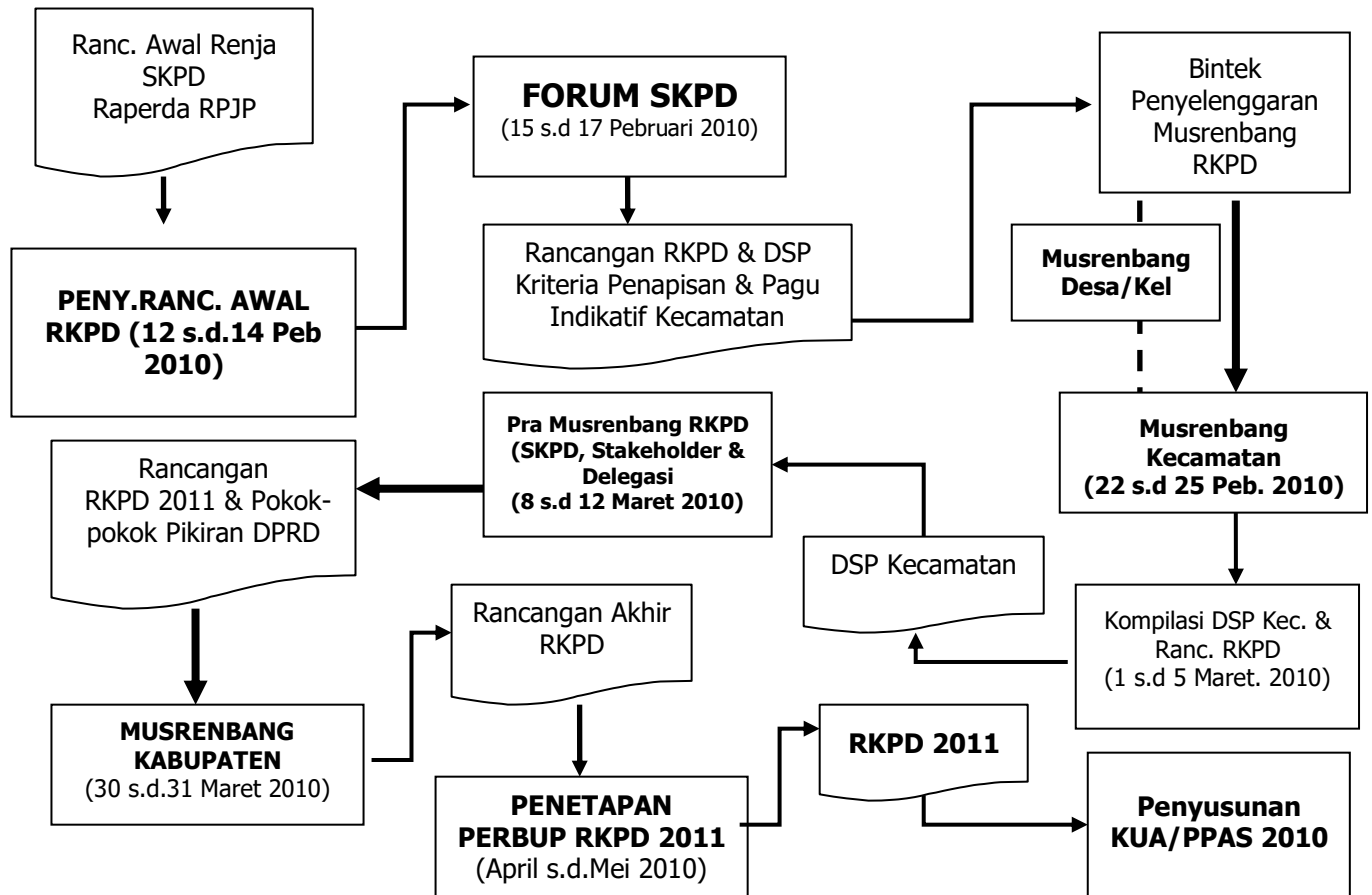 Ranc. Awal Renja
SKPD
Raperda RPJP
FORUM SKPD
(15 s.d 17 Pebruari 2010)
Bintek
Penyelenggaran
Musrenbang
RKPD
PENY.RANC. AWAL
RKPD (12 s.d.14 Peb
2010)
Rancangan RKPD & DSP
Kriteria Penapisan & Pagu
Indikatif Kecamatan
Musrenbang
Desa/Kel
Rancangan
RKPD 2011 & Pokok-
pokok Pikiran DPRD
Pra Musrenbang RKPD
(SKPD, Stakeholder &
Delegasi
(8 s.d 12 Maret 2010)
Musrenbang
Kecamatan
(22 s.d 25 Peb. 2010)
DSP Kecamatan
Rancangan Akhir
RKPD
Kompilasi DSP Kec. &
Ranc. RKPD
(1 s.d 5 Maret. 2010)
MUSRENBANG
KABUPATEN
(30 s.d.31 Maret 2010)
RKPD 2011
PENETAPAN
PERBUP RKPD 2011
(April s.d.Mei 2010)
Penyusunan
KUA/PPAS 2010